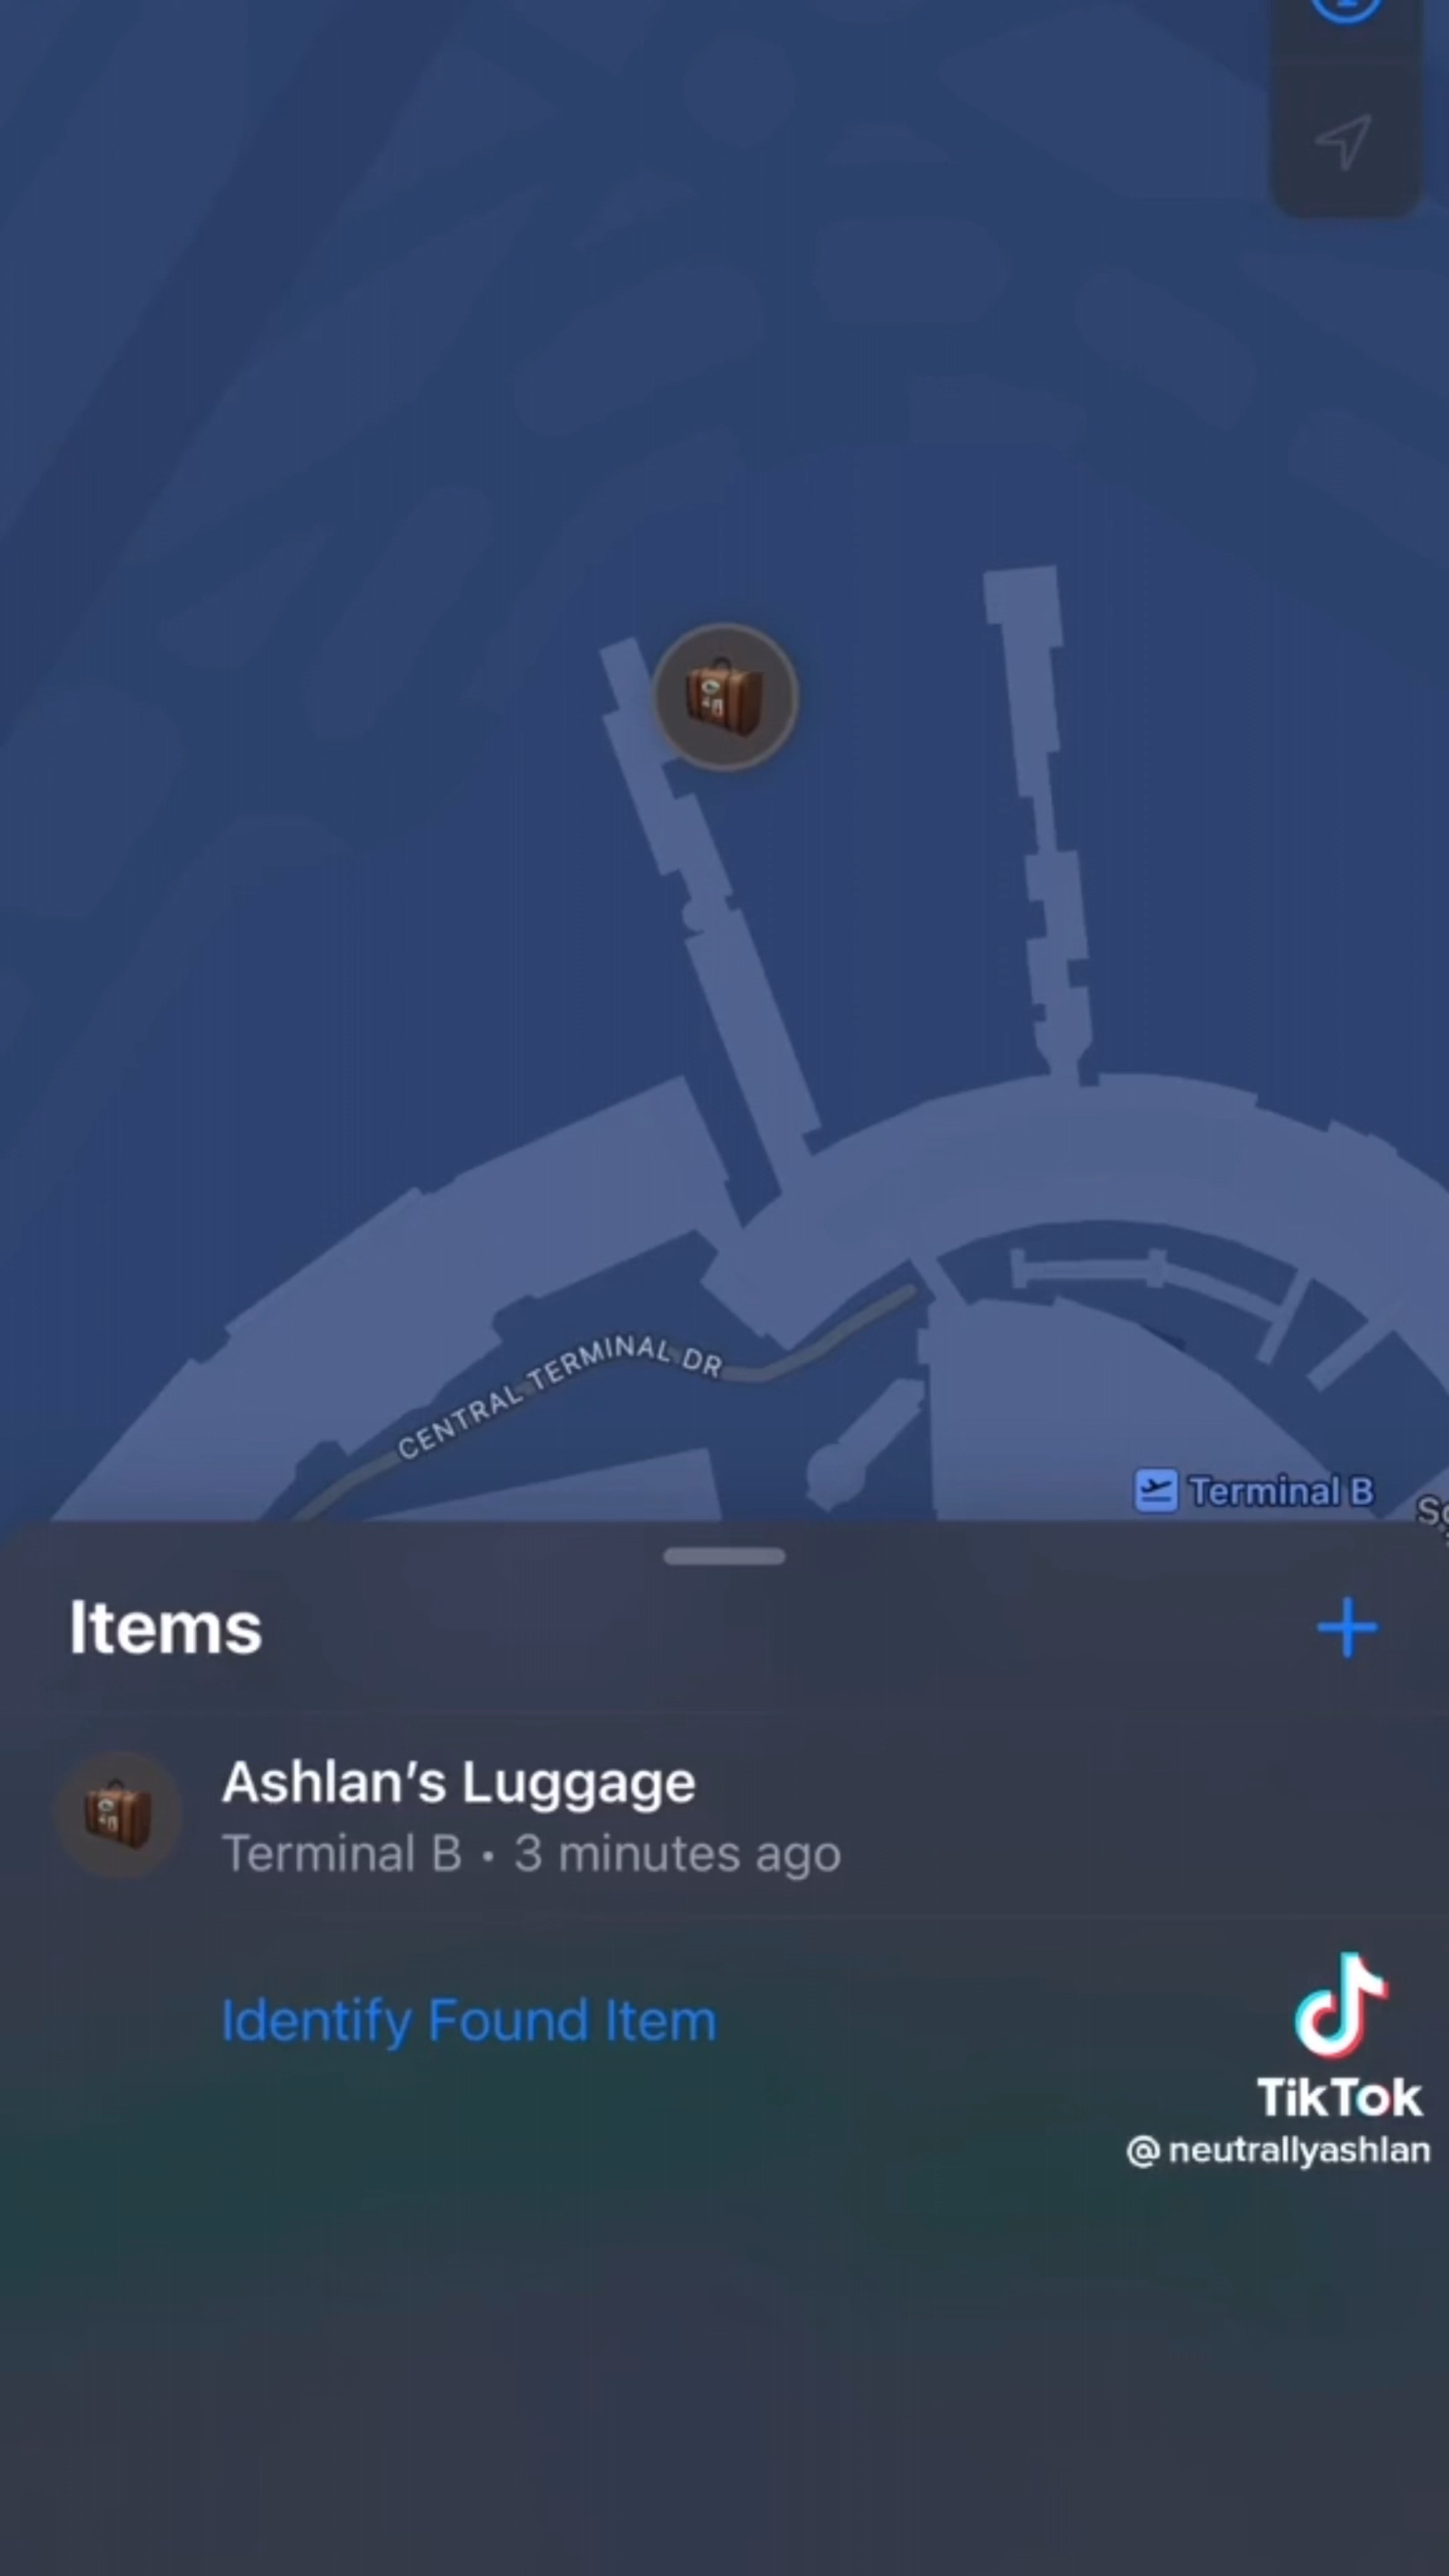 CENTRAL TERMINAL DR
Terminal B
Items
Ashlan’s Luggage
Terminal B • 3 minutes ago
Identify Found Item
TikTok
@neutrallyashlan